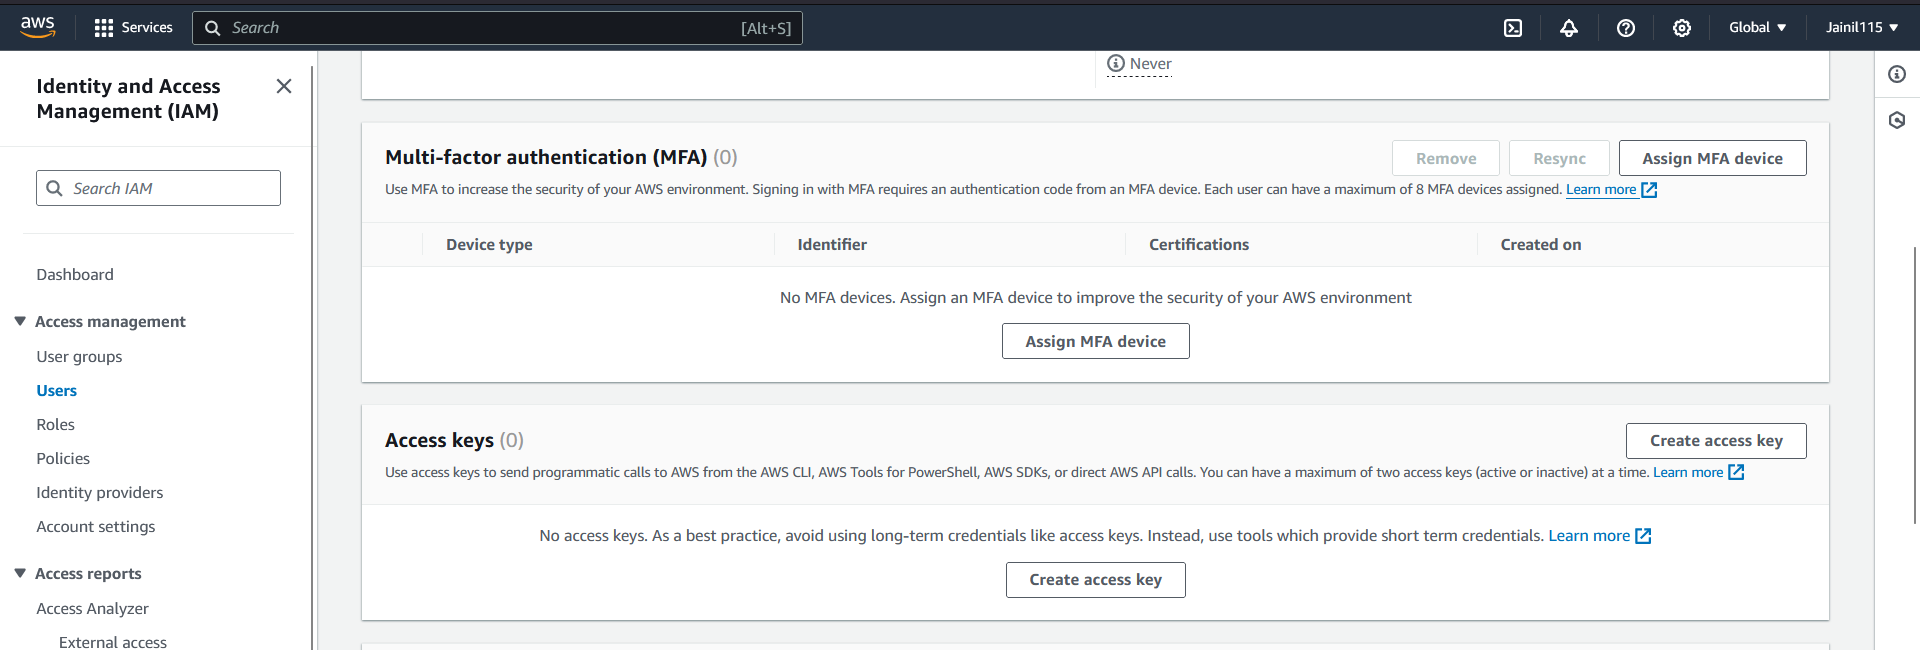 aws
Services
Search
[Alt+S]
Global
Jainil115
Identity and Access
Management (IAM)
Search IAM
Dashboard
Access management
User groups
Users
Roles
Policies
Identity providers
Account settings
Access reports
Access Analyzer
External access
Never
Multi-factor authentication (MFA) (0)
Remove
Resync
Assign MFA device
Use MFA to increase the security of your AWS environment. Signing in with MFA requires an authentication code from an MFA device. Each user can have a maximum of 8 MFA devices assigned. Learn more
Device type
Identifier
Certifications
Created on
No MFA devices. Assign an MFA device to improve the security of your AWS environment
Assign MFA device
Access keys (0)
Create access key
Use access keys to send programmatic calls to AWS from the AWS CLI, AWS Tools for PowerShell, AWS SDKs, or direct AWS API calls. You can have a maximum of two access keys (active or inactive) at a time. Learn more
No access keys. As a best practice, avoid using long-term credentials like access keys. Instead, use tools which provide short term credentials. Learn more
Create access key